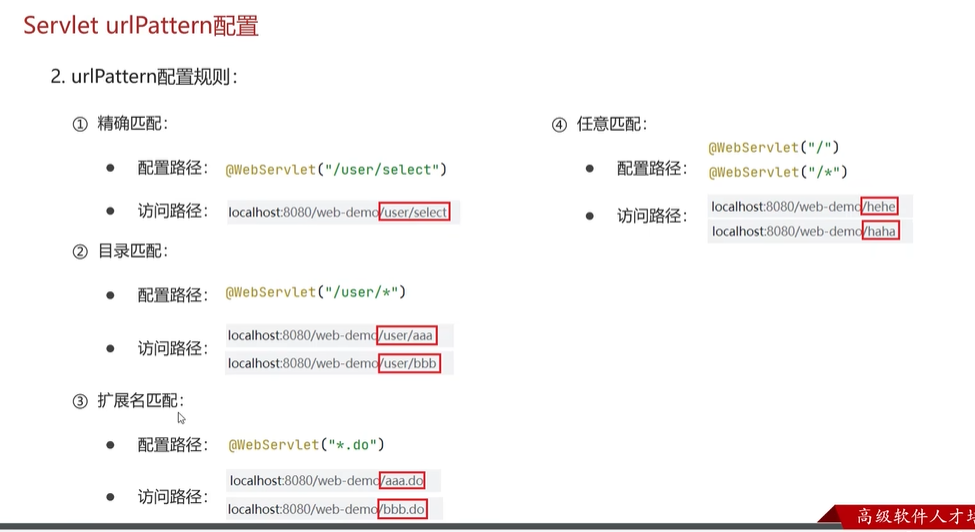 Servlet urlPattern配置
2. urlPattern配置规则：
① 精确匹配：
● 配置路径： @WebServlet("/user/select")
● 访问路径： localhost:8080/web-demo/user/select
② 目录匹配：
● 配置路径： @WebServlet("/user/*")
● 访问路径：
localhost:8080/web-demo/user/aaa
localhost:8080/web-demo/user/bbb
③ 扩展名匹配：
● 配置路径： @WebServlet("*.do")
● 访问路径：
localhost:8080/web-demo/aaa.do
localhost:8080/web-demo/bbb.do
④ 任意匹配：
● 配置路径：
@WebServlet("/")
@WebServlet("/*")
● 访问路径：
localhost:8080/web-demo/hehe
localhost:8080/web-demo/haha
高级软件人才